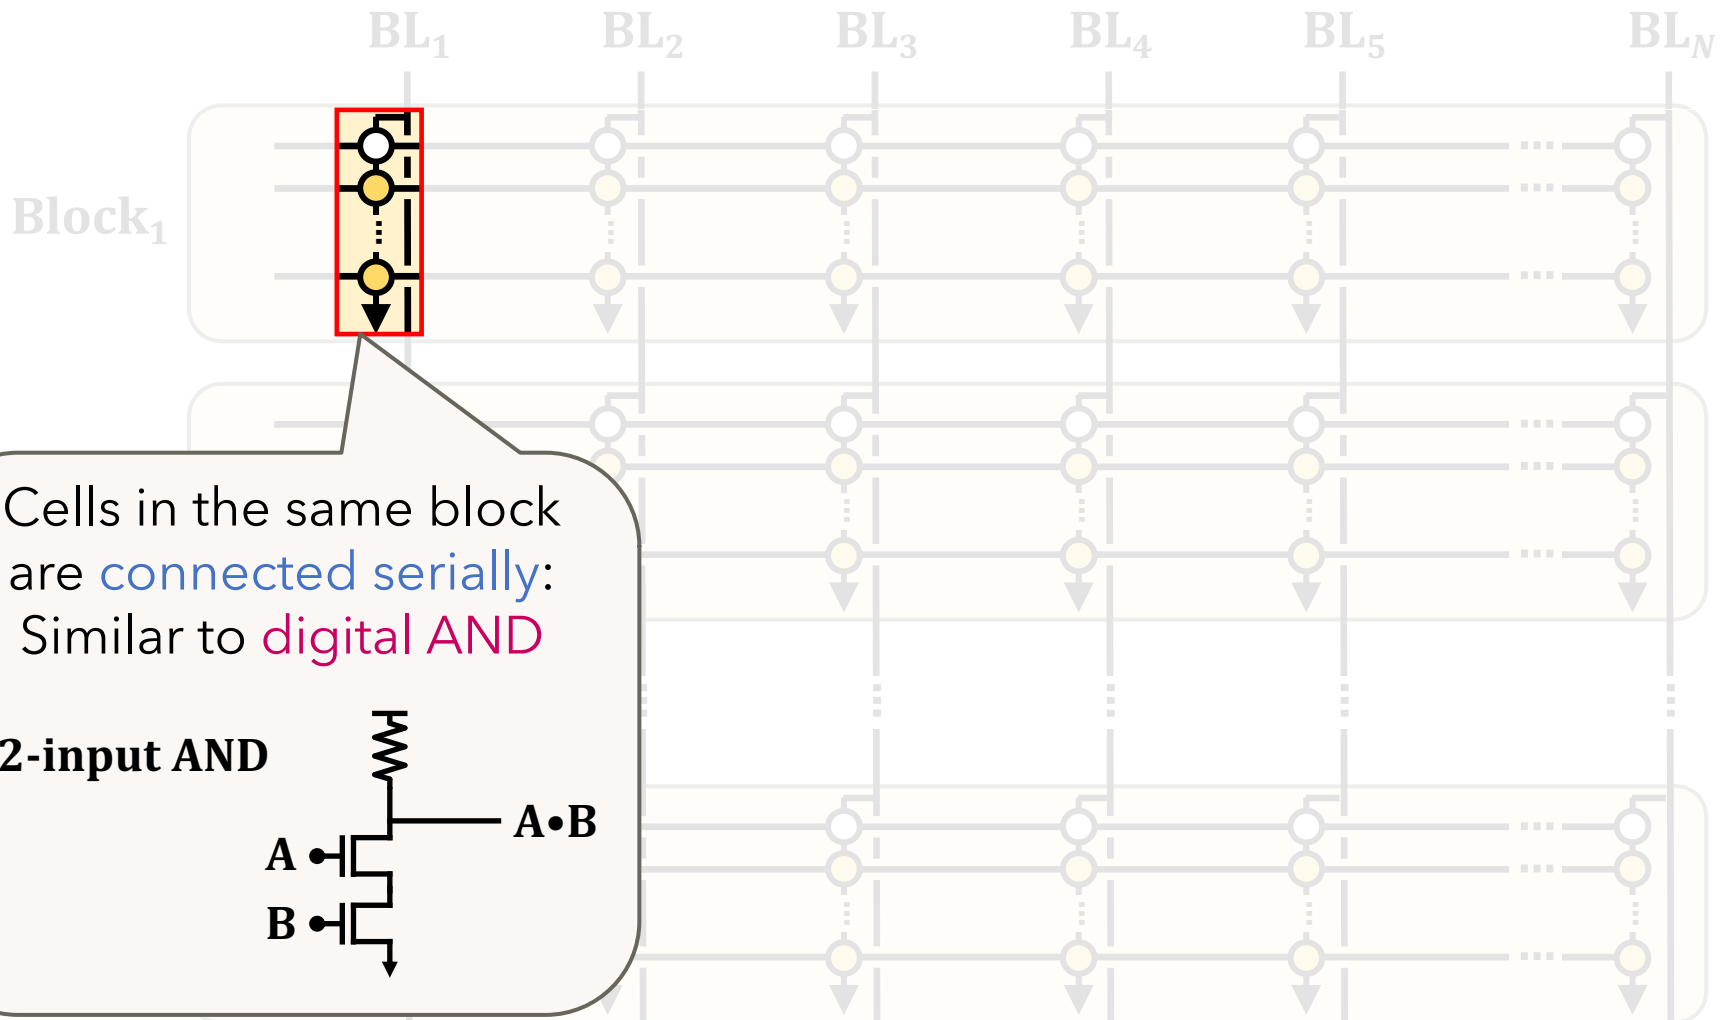 BL₁ BL₂ BL₃ BL₄ BL₅ BL_N
Block₁
Cells in the same block
are connected serially:
Similar to digital AND
2-input AND
A•B
A
B